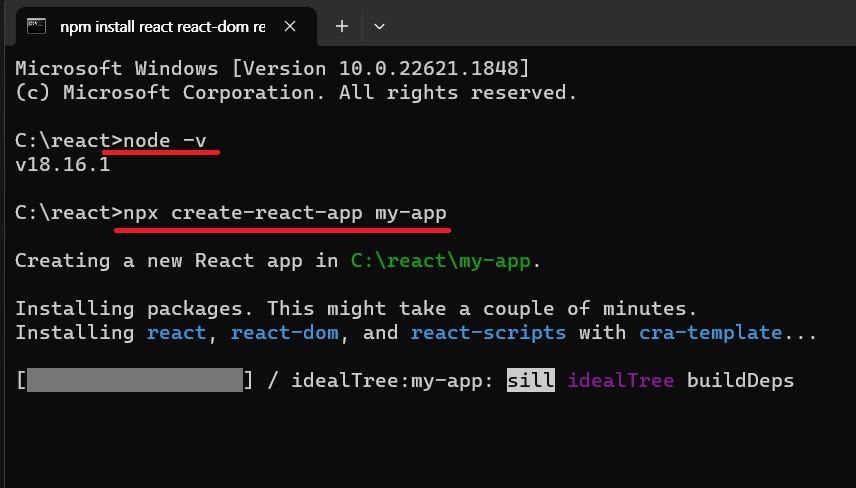 npm install react react-dom re
Microsoft Windows [Version 10.0.22621.1848]
(c) Microsoft Corporation. All rights reserved.
C:\react>node -v
v18.16.1
C:\react>npx create-react-app my-app
Creating a new React app in C:\react\my-app.
Installing packages. This might take a couple of minutes.
Installing react, react-dom, and react-scripts with cra-template...
[                  ] / idealTree:my-app: sill idealTree buildDeps